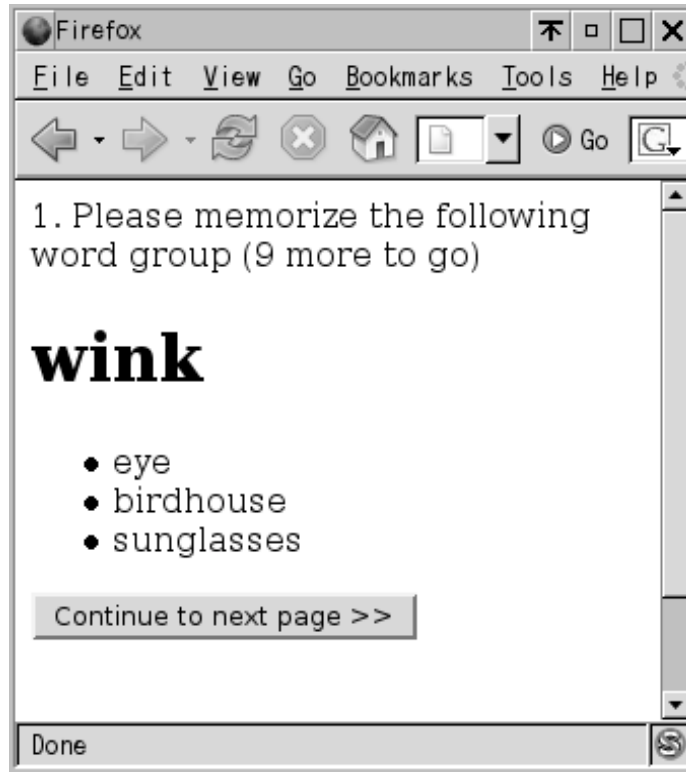 Firefox
File Edit View Go Bookmarks Tools Help
Go G
1. Please memorize the following
word group (9 more to go)
wink
• eye
• birdhouse
• sunglasses
Continue to next page >>
Done